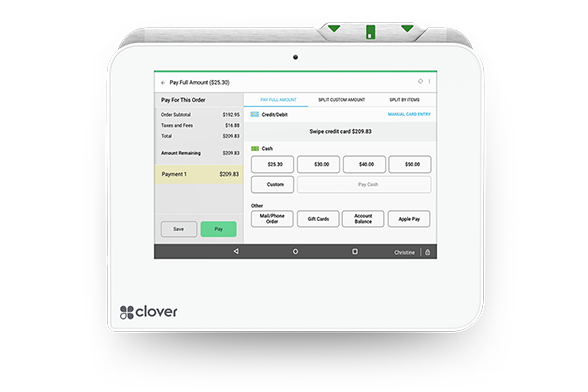 Pay Full Amount ($25.30)
Pay For This Order
PAY FULL AMOUNT
SPLIT CUSTOM AMOUNT
SPLIT BY ITEMS
Order Subtotal $192.95
Taxes and Fees $16.88
Total $209.83
Amount Remaining $209.83
Payment 1 $209.83
Save
Pay
Credit/Debit
MANUAL CARD ENTRY
Swipe credit card $209.83
Cash
$25.30
$30.00
$40.00
$50.00
Custom
Pay Cash
Other
Mail/Phone
Order
Gift Cards
Account
Balance
Apple Pay
Christine
clover